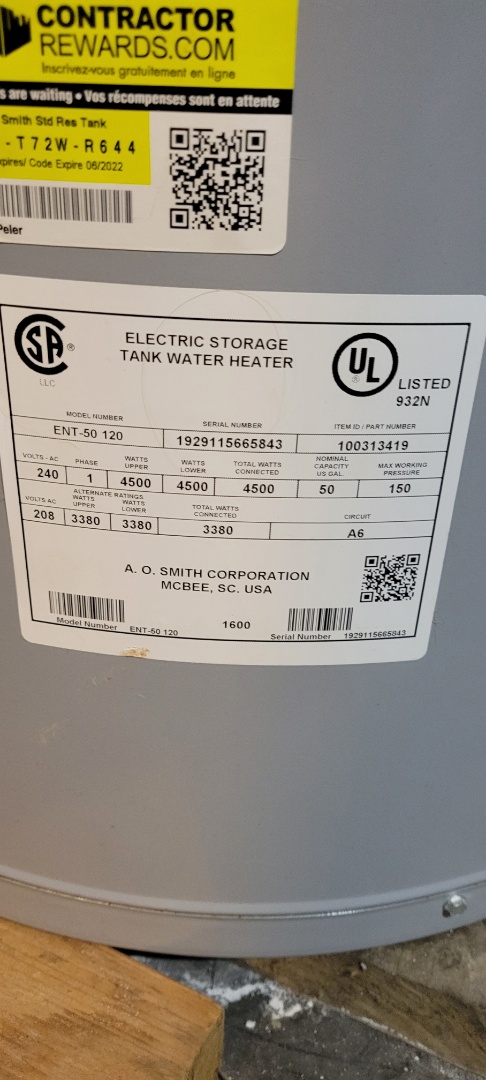 CONTRACTOR
REWARDS.COM
Inscrivez-vous gratuitement en ligne
are waiting • Vos récompenses sont en attente
Smith Std Res Tank
- T72W - R644
Code Expire 06/2022
SA ®
LLC
ELECTRIC STORAGE
TANK WATER HEATER
UL ®
LISTED
932N
MODEL NUMBER SERIAL NUMBER ITEM ID / PART NUMBER
ENT-50 120 1929115665843 100313419
VOLTS - AC PHASE WATTS UPPER WATTS LOWER TOTAL WATTS CONNECTED NOMINAL CAPACITY US GAL. MAX WORKING PRESSURE
240 1 4500 4500 4500 50 150
ALTERNATE RATINGS
VOLTS AC WATTS UPPER WATTS LOWER TOTAL WATTS CONNECTED CIRCUIT
208 3380 3380 3380 A6
A. O. SMITH CORPORATION
MCBEE, SC. USA
Model Number ENT-50 120 1600 Serial Number 1929115665843